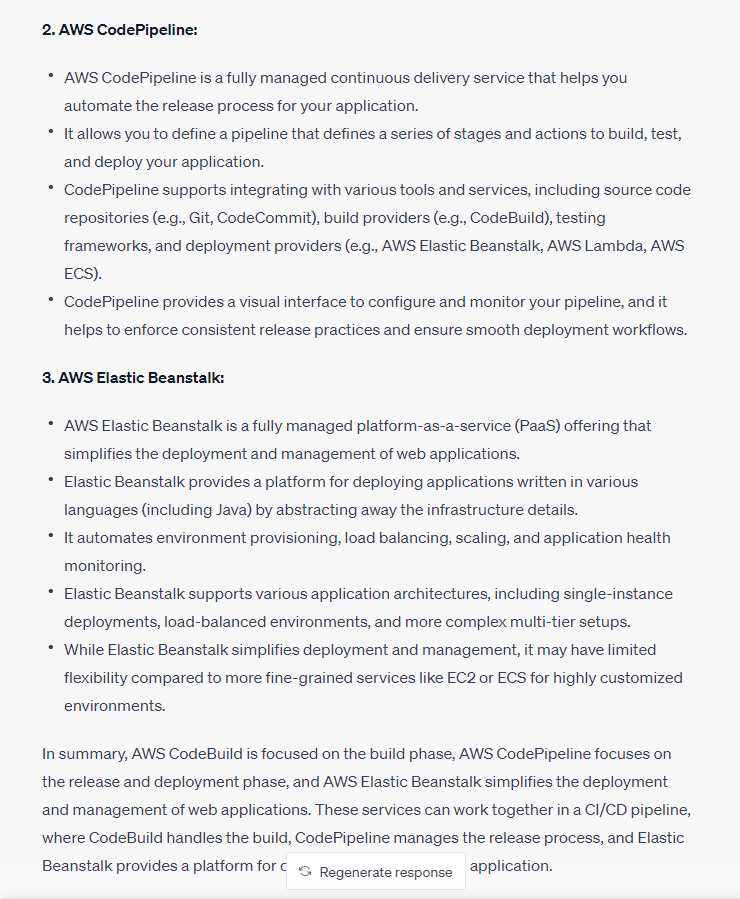 2. AWS CodePipeline:
• AWS CodePipeline is a fully managed continuous delivery service that helps you
automate the release process for your application.
• It allows you to define a pipeline that defines a series of stages and actions to build, test,
and deploy your application.
• CodePipeline supports integrating with various tools and services, including source code
repositories (e.g., Git, CodeCommit), build providers (e.g., CodeBuild), testing
frameworks, and deployment providers (e.g., AWS Elastic Beanstalk, AWS Lambda, AWS
ECS).
• CodePipeline provides a visual interface to configure and monitor your pipeline, and it
helps to enforce consistent release practices and ensure smooth deployment workflows.
3. AWS Elastic Beanstalk:
• AWS Elastic Beanstalk is a fully managed platform-as-a-service (PaaS) offering that
simplifies the deployment and management of web applications.
• Elastic Beanstalk provides a platform for deploying applications written in various
languages (including Java) by abstracting away the infrastructure details.
• It automates environment provisioning, load balancing, scaling, and application health
monitoring.
• Elastic Beanstalk supports various application architectures, including single-instance
deployments, load-balanced environments, and more complex multi-tier setups.
• While Elastic Beanstalk simplifies deployment and management, it may have limited
flexibility compared to more fine-grained services like EC2 or ECS for highly customized
environments.
In summary, AWS CodeBuild is focused on the build phase, AWS CodePipeline focuses on
the release and deployment phase, and AWS Elastic Beanstalk simplifies the deployment
and management of web applications. These services can work together in a CI/CD pipeline,
where CodeBuild handles the build, CodePipeline manages the release process, and Elastic
Beanstalk provides a platform for application.
Regenerate response